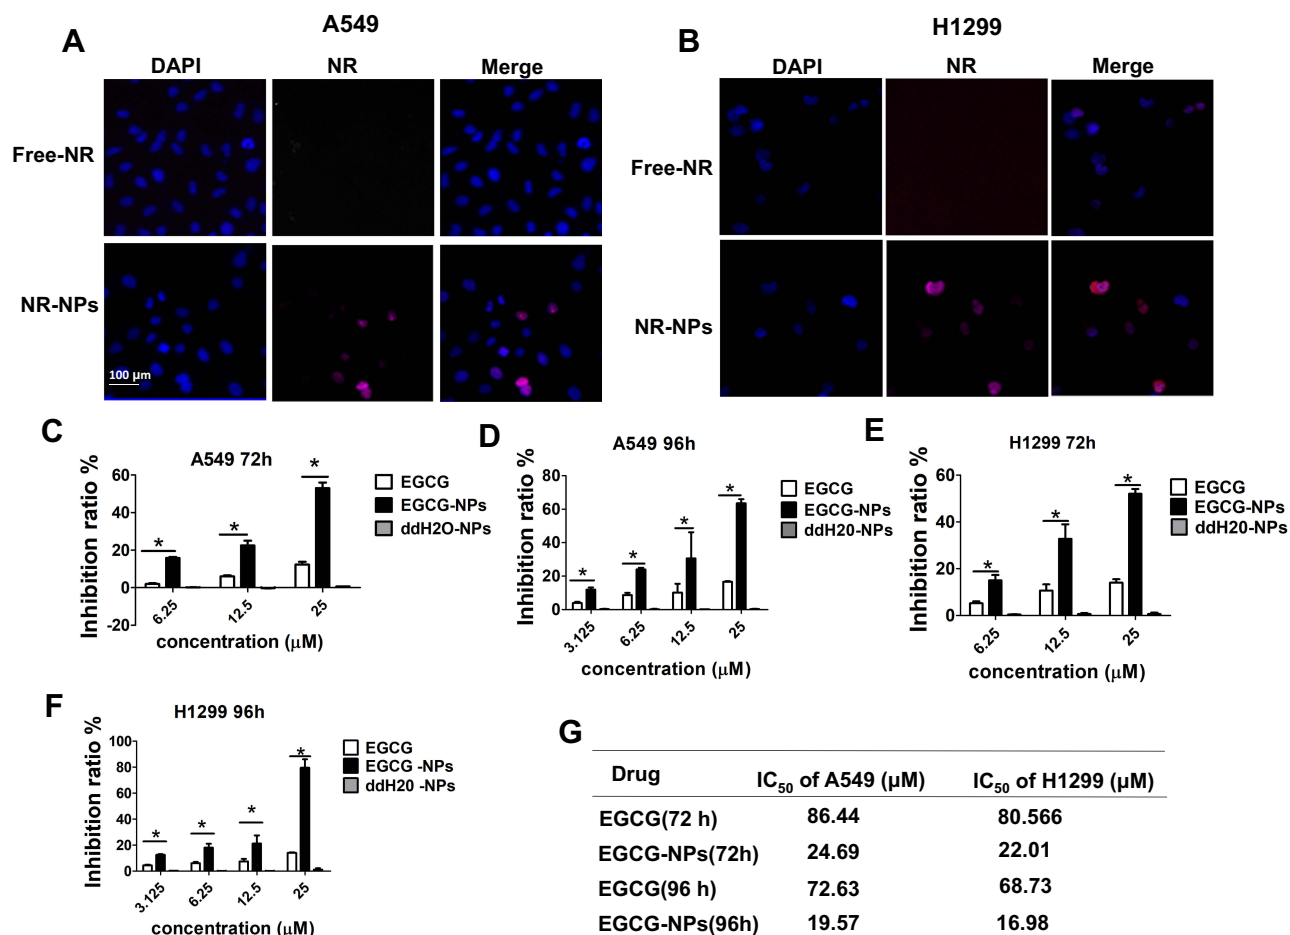 A
A549
DAPI NR Merge
Free-NR
NR-NPs
100 μm
B
H1299
DAPI NR Merge
Free-NR
NR-NPs
C
A549 72h
Inhibition ratio %
60
40
20
0
-20
6.25 12.5 25
concentration (μM)
EGCG
EGCG-NPs
ddH2O-NPs
D
A549 96h
Inhibition ratio %
80
60
40
20
0
3.125 6.25 12.5 25
concentration (μM)
EGCG
EGCG-NPs
ddH20-NPs
E
H1299 72h
Inhibition ratio %
60
40
20
0
6.25 12.5 25
concentration (μM)
EGCG
EGCG-NPs
ddH20-NPs
F
H1299 96h
Inhibition ratio %
100
80
60
40
20
0
3.125 6.25 12.5 25
concentration (μM)
EGCG
EGCG -NPs
ddH20 -NPs
G
Drug IC50 of A549 (μM) IC50 of H1299 (μM)
EGCG(72 h) 86.44 80.566
EGCG-NPs(72h) 24.69 22.01
EGCG(96 h) 72.63 68.73
EGCG-NPs(96h) 19.57 16.98